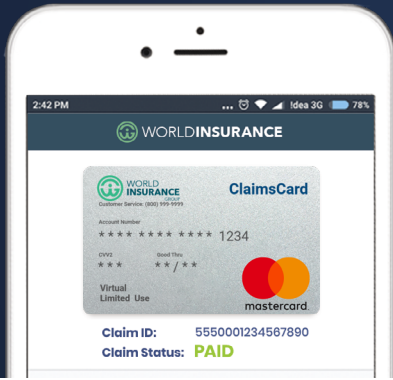 2:42 PM ... !dea 3G 78%
WORLDINSURANCE
WORLD
INSURANCE
GROUP
ClaimsCard
Customer Service: (800) 999-9999
Account Number
**** **** **** 1234
CVV2 Good Thru
*** **/**
Virtual
Limited Use
mastercard.
Claim ID: 5550001234567890
Claim Status: PAID